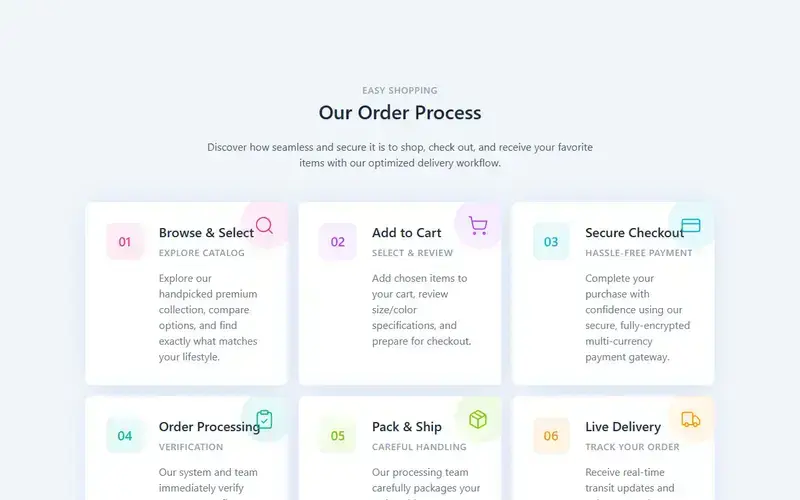 EASY SHOPPING
Our Order Process
Discover how seamless and secure it is to shop, check out, and receive your favorite
items with our optimized delivery workflow.
01
Browse & Select
EXPLORE CATALOG
Explore our
handpicked premium
collection, compare
options, and find
exactly what matches
your lifestyle.
02
Add to Cart
SELECT & REVIEW
Add chosen items to
your cart, review
size/color
specifications, and
prepare for checkout.
03
Secure Checkout
HASSLE-FREE PAYMENT
Complete your
purchase with
confidence using our
secure, fully-encrypted
multi-currency
payment gateway.
04
Order Processing
VERIFICATION
Our system and team
immediately verify
05
Pack & Ship
CAREFUL HANDLING
Our processing team
carefully packages your
06
Live Delivery
TRACK YOUR ORDER
Receive real-time
transit updates and